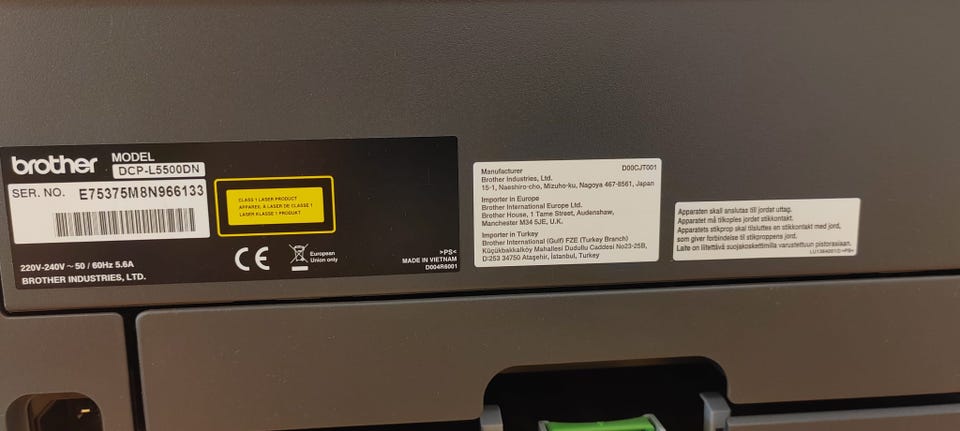 brother
MODEL
DCP-L5500DN
SER. NO. E75375M8N966133
CLASS 1 LASER PRODUCT
APPAREIL À LASER DE CLASSE 1
LASER KLASSE 1 PRODUKT
220V-240V ~ 50 / 60Hz 5.6A
BROTHER INDUSTRIES, LTD.
CE
European
Union only
>PS<
MADE IN VIETNAM
D004R6001
Manufacturer D00CJT001
Brother Industries, Ltd.
15-1, Naeshiro-cho, Mizuho-ku, Nagoya 467-8561, Japan
Importer in Europe
Brother International Europe Ltd.
Brother House, 1 Tame Street, Audenshaw,
Manchester M34 5JE, U.K.
Importer in Turkey
Brother International (Gulf) FZE (Turkey Branch)
Küçükbakkalköy Mahallesi Dudullu Caddesi No23-25B,
D:253 34750 Ataşehir, İstanbul, Turkey
Apparaten skall anslutas till jordat uttag.
Apparatet må tilkoples jordet stikkontakt.
Apparatets stikprop skal tilsluttes en stikkontakt med jord,
som giver forbindelse til stikproppens jord.
Laite on liitettävä suojakoskettimilla varustettuun pistorasiaan.